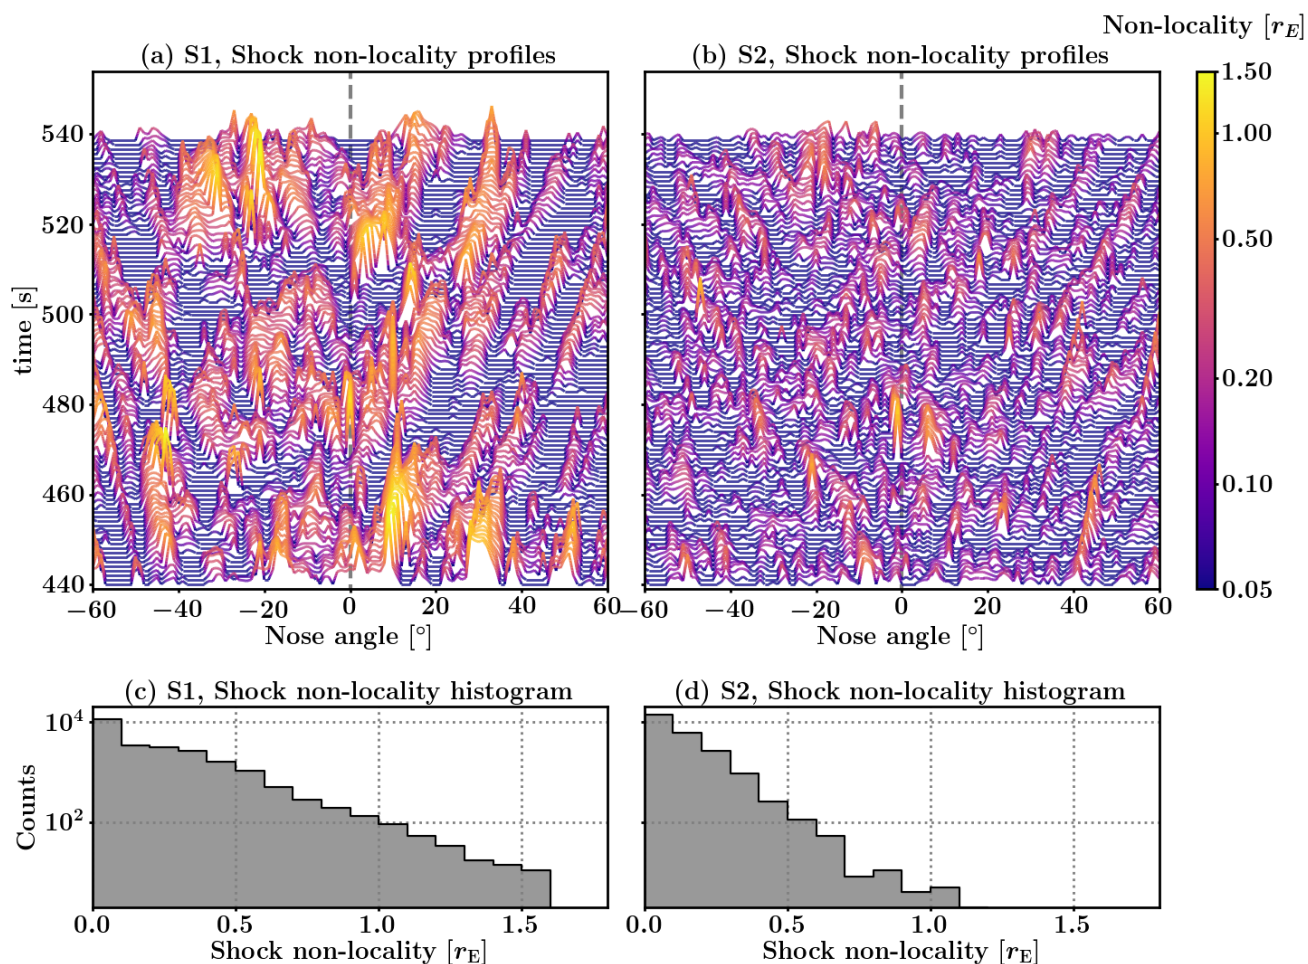 Non-locality [r_E]
(a) S1, Shock non-locality profiles
(b) S2, Shock non-locality profiles
1.50
1.00
0.50
0.20
0.10
0.05
time [s]
540
520
500
480
460
440
−60 −40 −20 0 20 40 60
Nose angle [°]
−60 −40 −20 0 20 40 60
Nose angle [°]
(c) S1, Shock non-locality histogram
(d) S2, Shock non-locality histogram
Counts
10^4
10^2
0.0 0.5 1.0 1.5
Shock non-locality [r_E]
0.0 0.5 1.0 1.5
Shock non-locality [r_E]